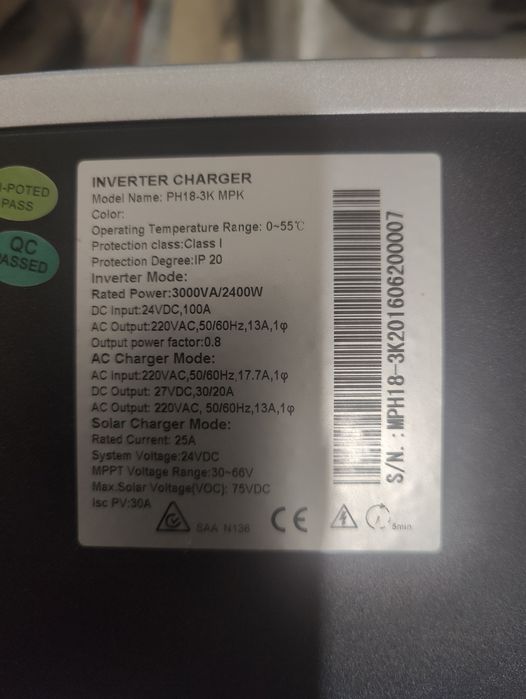 INVERTER CHARGER
Model Name: PH18-3K MPK
Color:
Operating Temperature Range: 0~55℃
Protection class:Class I
Protection Degree:IP 20
Inverter Mode:
Rated Power:3000VA/2400W
DC Input:24VDC,100A
AC Output:220VAC,50/60Hz,13A,1φ
Output power factor:0.8
AC Charger Mode:
AC Input:220VAC,50/60Hz,17.7A,1φ
DC Output: 27VDC,30/20A
AC Output: 220VAC, 50/60Hz,13A,1φ
Solar Charger Mode:
Rated Current: 25A
System Voltage:24VDC
MPPT Voltage Range:30~66V
Max.Solar Voltage(VOC): 75VDC
Isc PV:30A
SAA N136
CE
5min
S/N.:MPH18-3K201606200007
-POTED
PASS
QC
ASSED